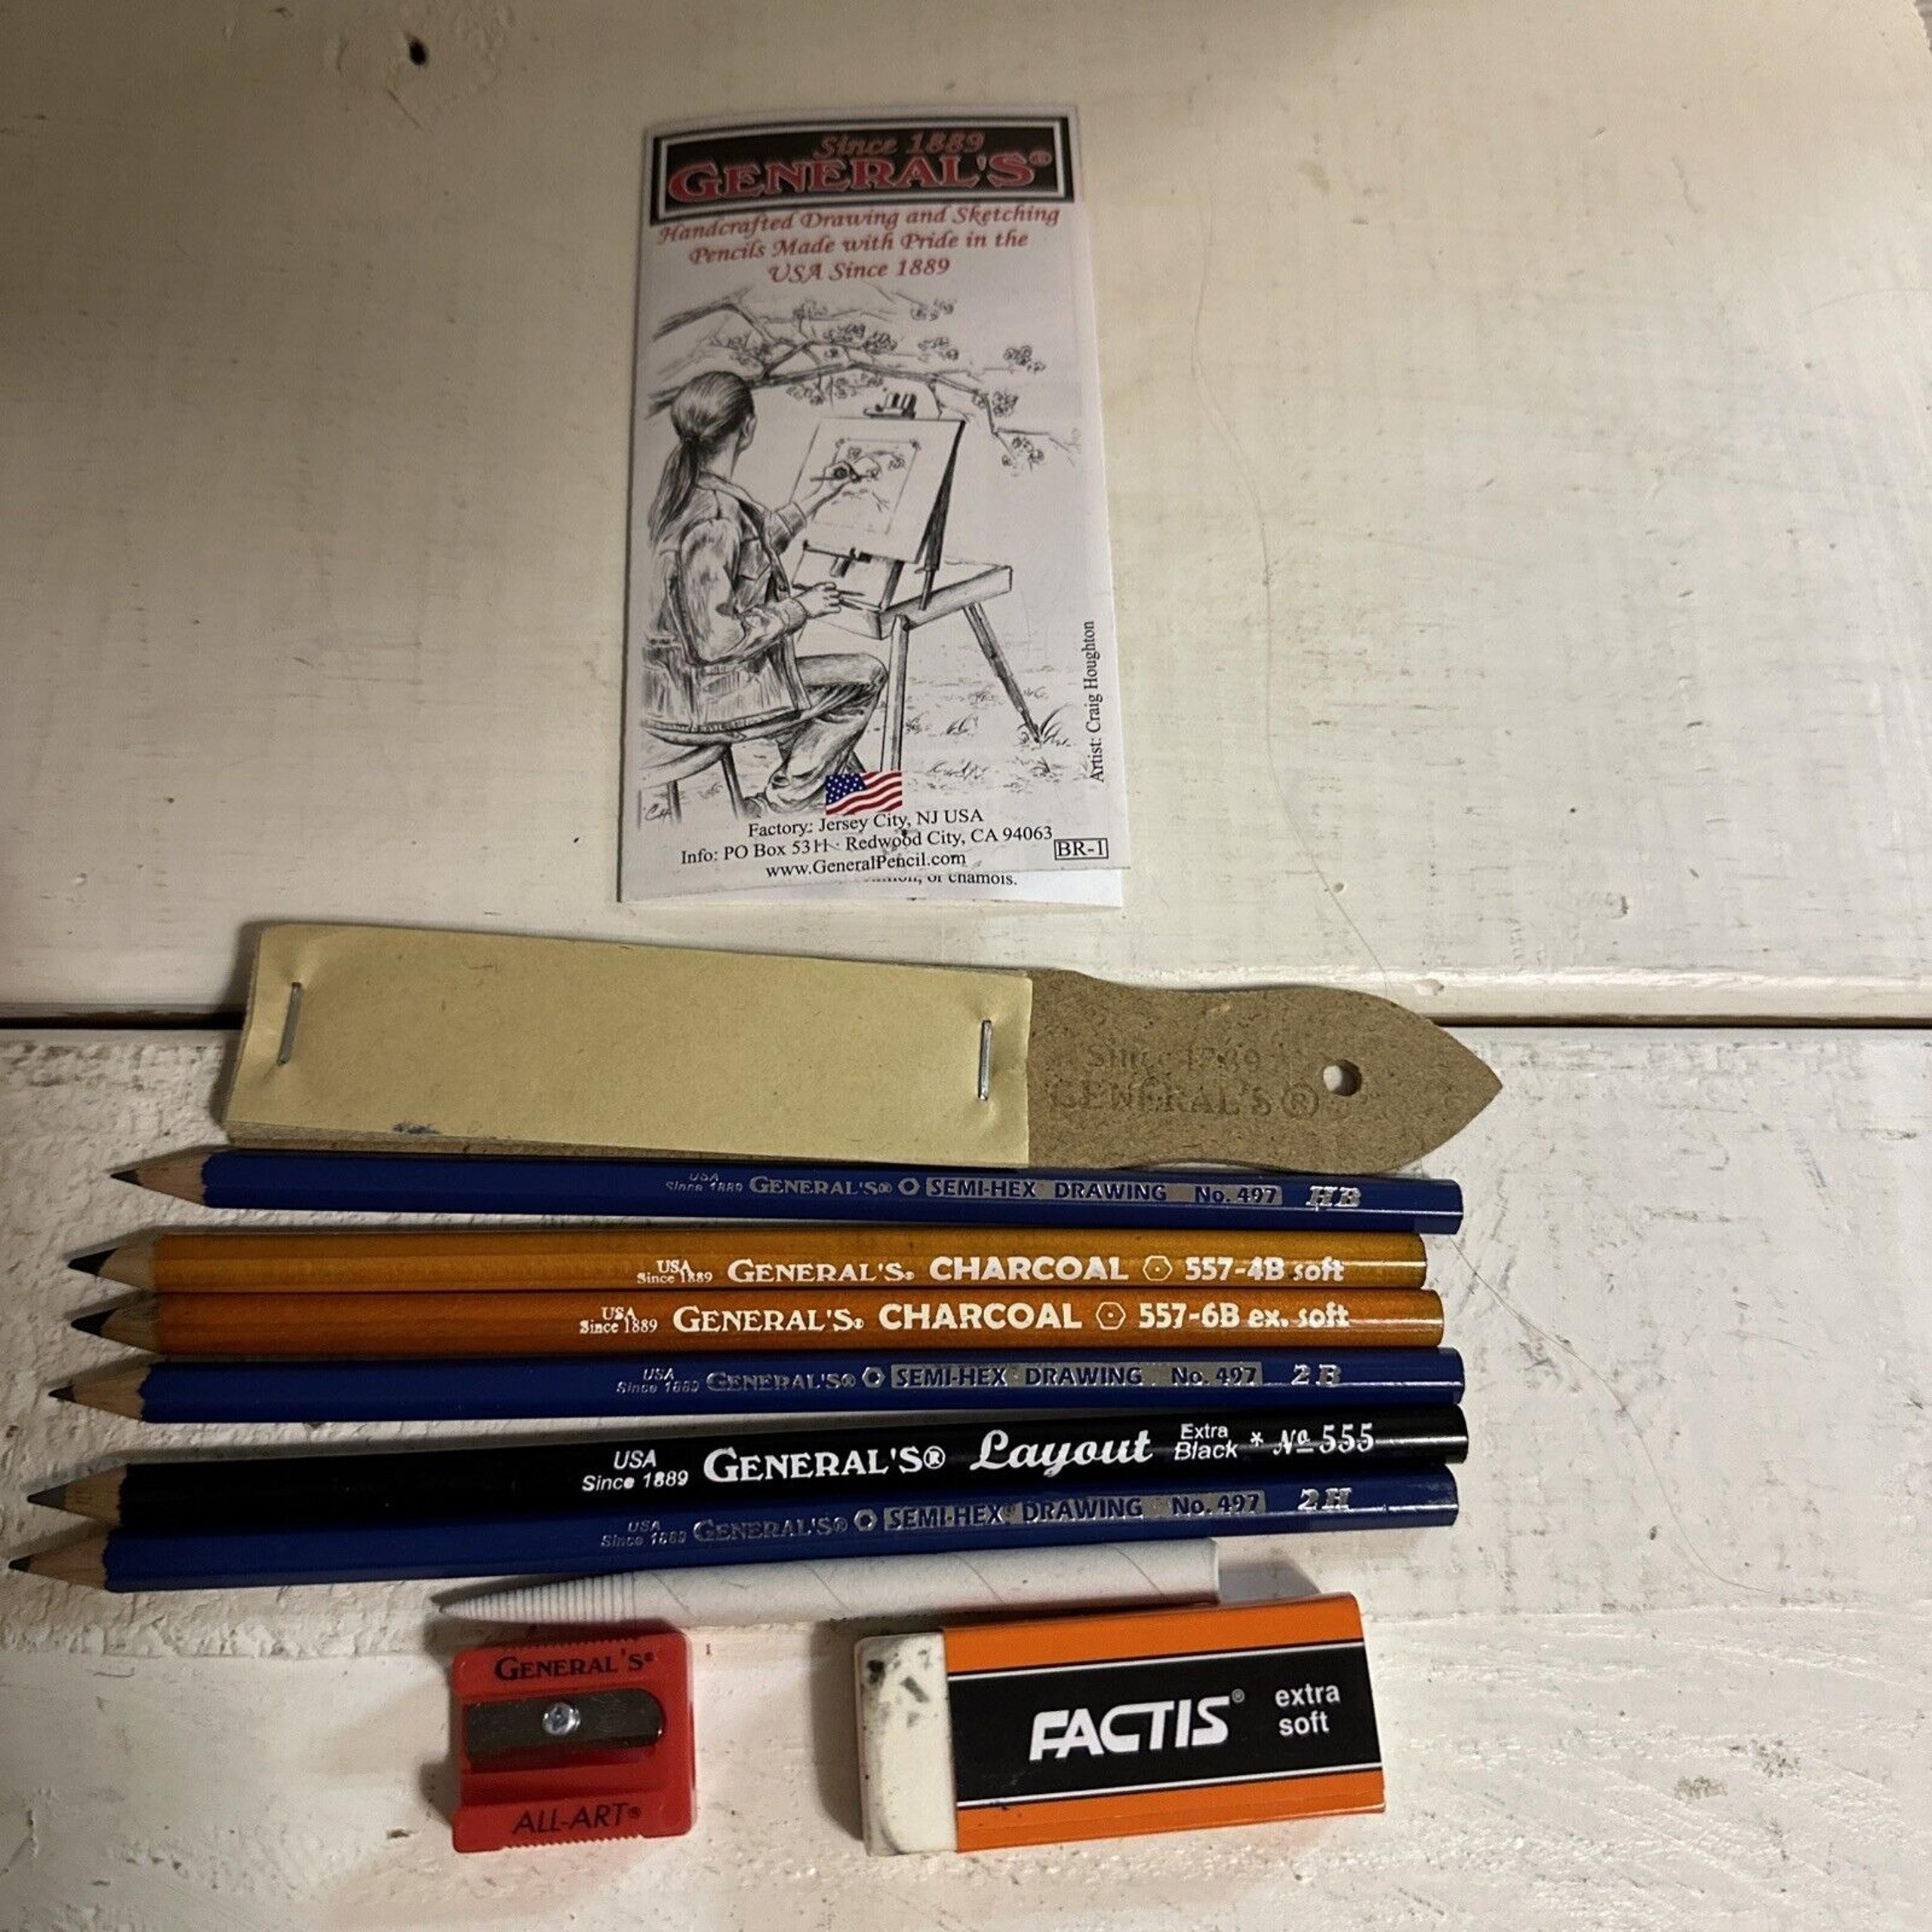 Since 1889
GENERAL'S®
Handcrafted Drawing and Sketching
Pencils Made with Pride in the
USA Since 1889
Artist: Craig Houghton
CH
Factory: Jersey City, NJ USA
Info: PO Box 5311 · Redwood City, CA 94063
BR-1
www.GeneralPencil.com
, or chamois.
Since 1889
GENERAL'S®
USA Since 1889 GENERAL'S® SEMI-HEX DRAWING No. 497 HB
USA Since 1889 GENERAL'S® CHARCOAL 557-4B soft
USA Since 1889 GENERAL'S® CHARCOAL 557-6B ex. soft
USA Since 1889 GENERAL'S® SEMI-HEX® DRAWING No. 497 2B
USA Since 1889 GENERAL'S® Layout Extra Black * No 555
USA Since 1889 GENERAL'S® SEMI-HEX® DRAWING No. 497 2H
GENERAL'S®
ALL-ART®
FACTIS® extra soft